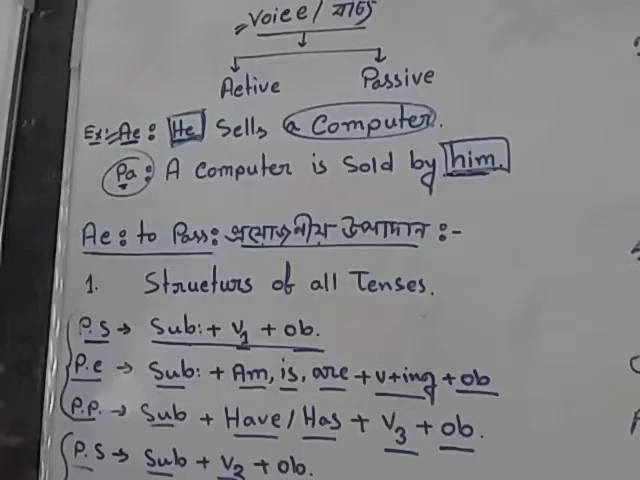 Voice / বাচ্য
Active Passive
Ex:- Ac: He Sells a Computer.
Pa: A Computer is Sold by him.
Ac: to Pass: প্রয়োজনীয় উপাদান :-
1. Structurs of all Tenses.
P.S → Sub: + V1 + ob.
P.c → Sub: + Am, is, are + v+ing + ob
P.P. → Sub + Have / Has + V3 + ob.
P.S → Sub + V2 + ob.